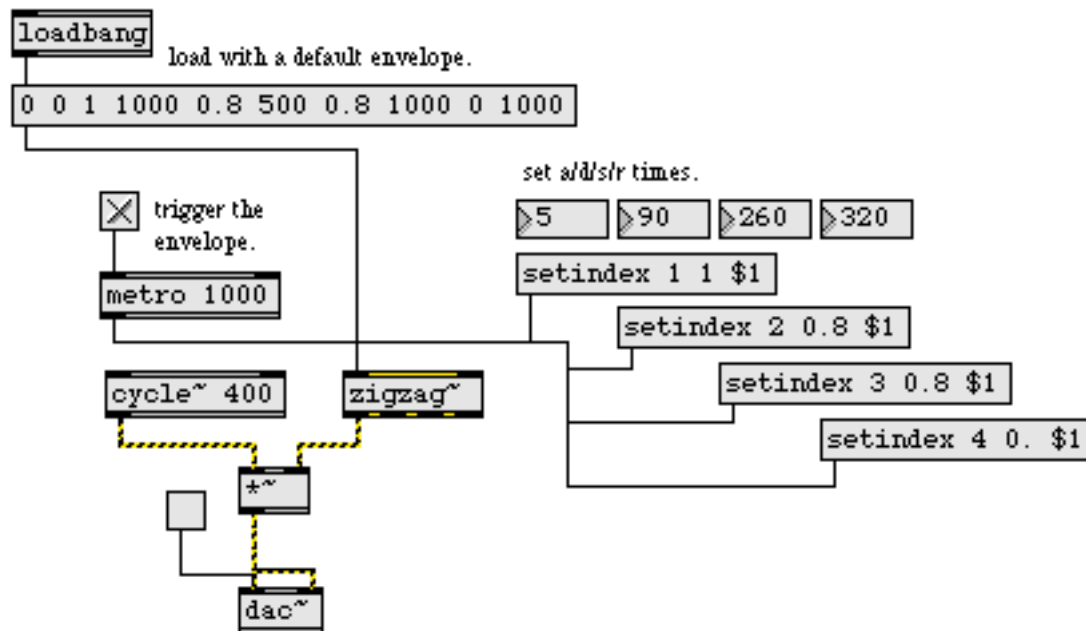 loadbang
load with a default envelope.
0 0 1 1000 0.8 500 0.8 1000 0 1000
set a/d/s/r times.
trigger the
envelope.
5
90
260
320
metro 1000
setindex 1 1 $1
setindex 2 0.8 $1
setindex 3 0.8 $1
setindex 4 0. $1
cycle~ 400
zigzag~
*~
dac~